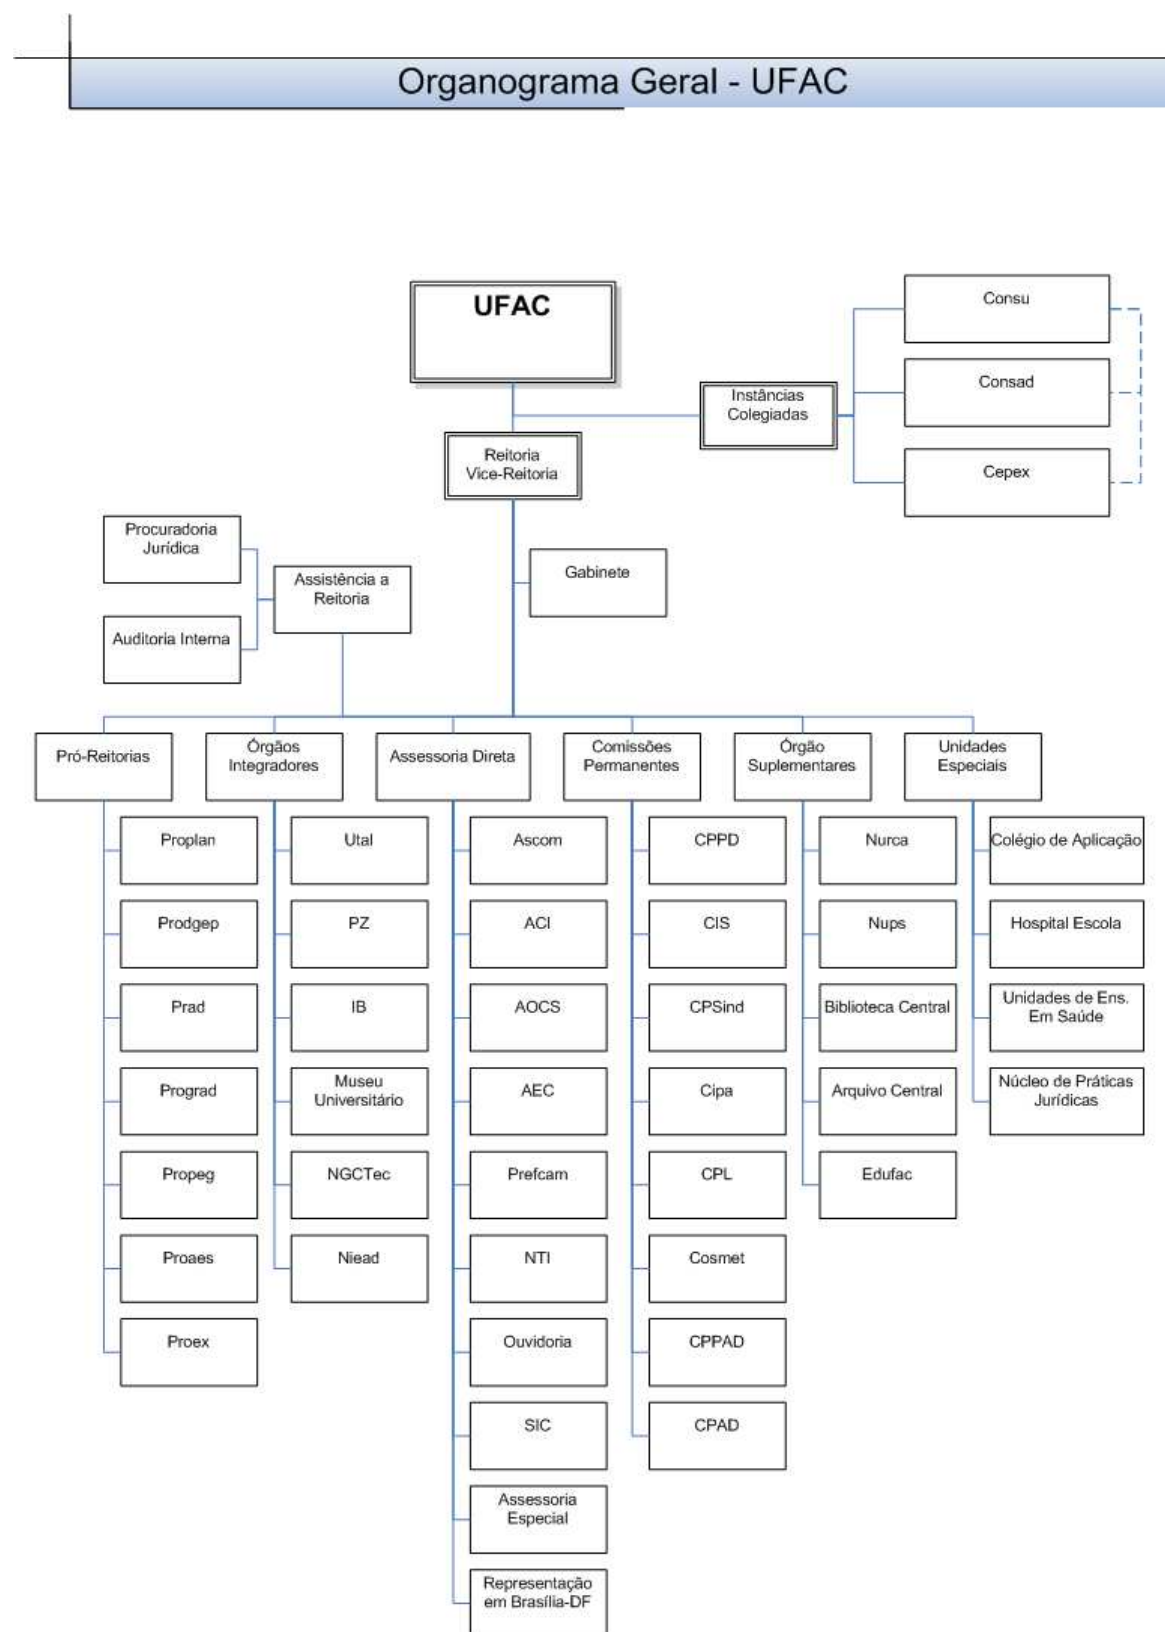 Organograma Geral - UFAC
UFAC
Consu
Consad
Cepex
Instâncias
Colegiadas
Reitoria
Vice-Reitoria
Gabinete
Procuradoria
Jurídica
Assistência a
Reitoria
Auditoria Interna
Pró-Reitorias
Proplan
Prodgep
Prad
Prograd
Propeg
Proaes
Proex
Órgãos
Integradores
Utal
PZ
IB
Museu
Universitário
NGCTec
Niead
Assessoria Direta
Ascom
ACI
AOCS
AEC
Prefcam
NTI
Ouvidoria
SIC
Assessoria
Especial
Representação
em Brasília-DF
Comissões
Permanentes
CPPD
CIS
CPSind
Cipa
CPL
Cosmet
CPPAD
CPAD
Órgão
Suplementares
Nurca
Nups
Biblioteca Central
Arquivo Central
Edufac
Unidades
Especiais
Colégio de Aplicação
Hospital Escola
Unidades de Ens.
Em Saúde
Núcleo de Práticas
Jurídicas